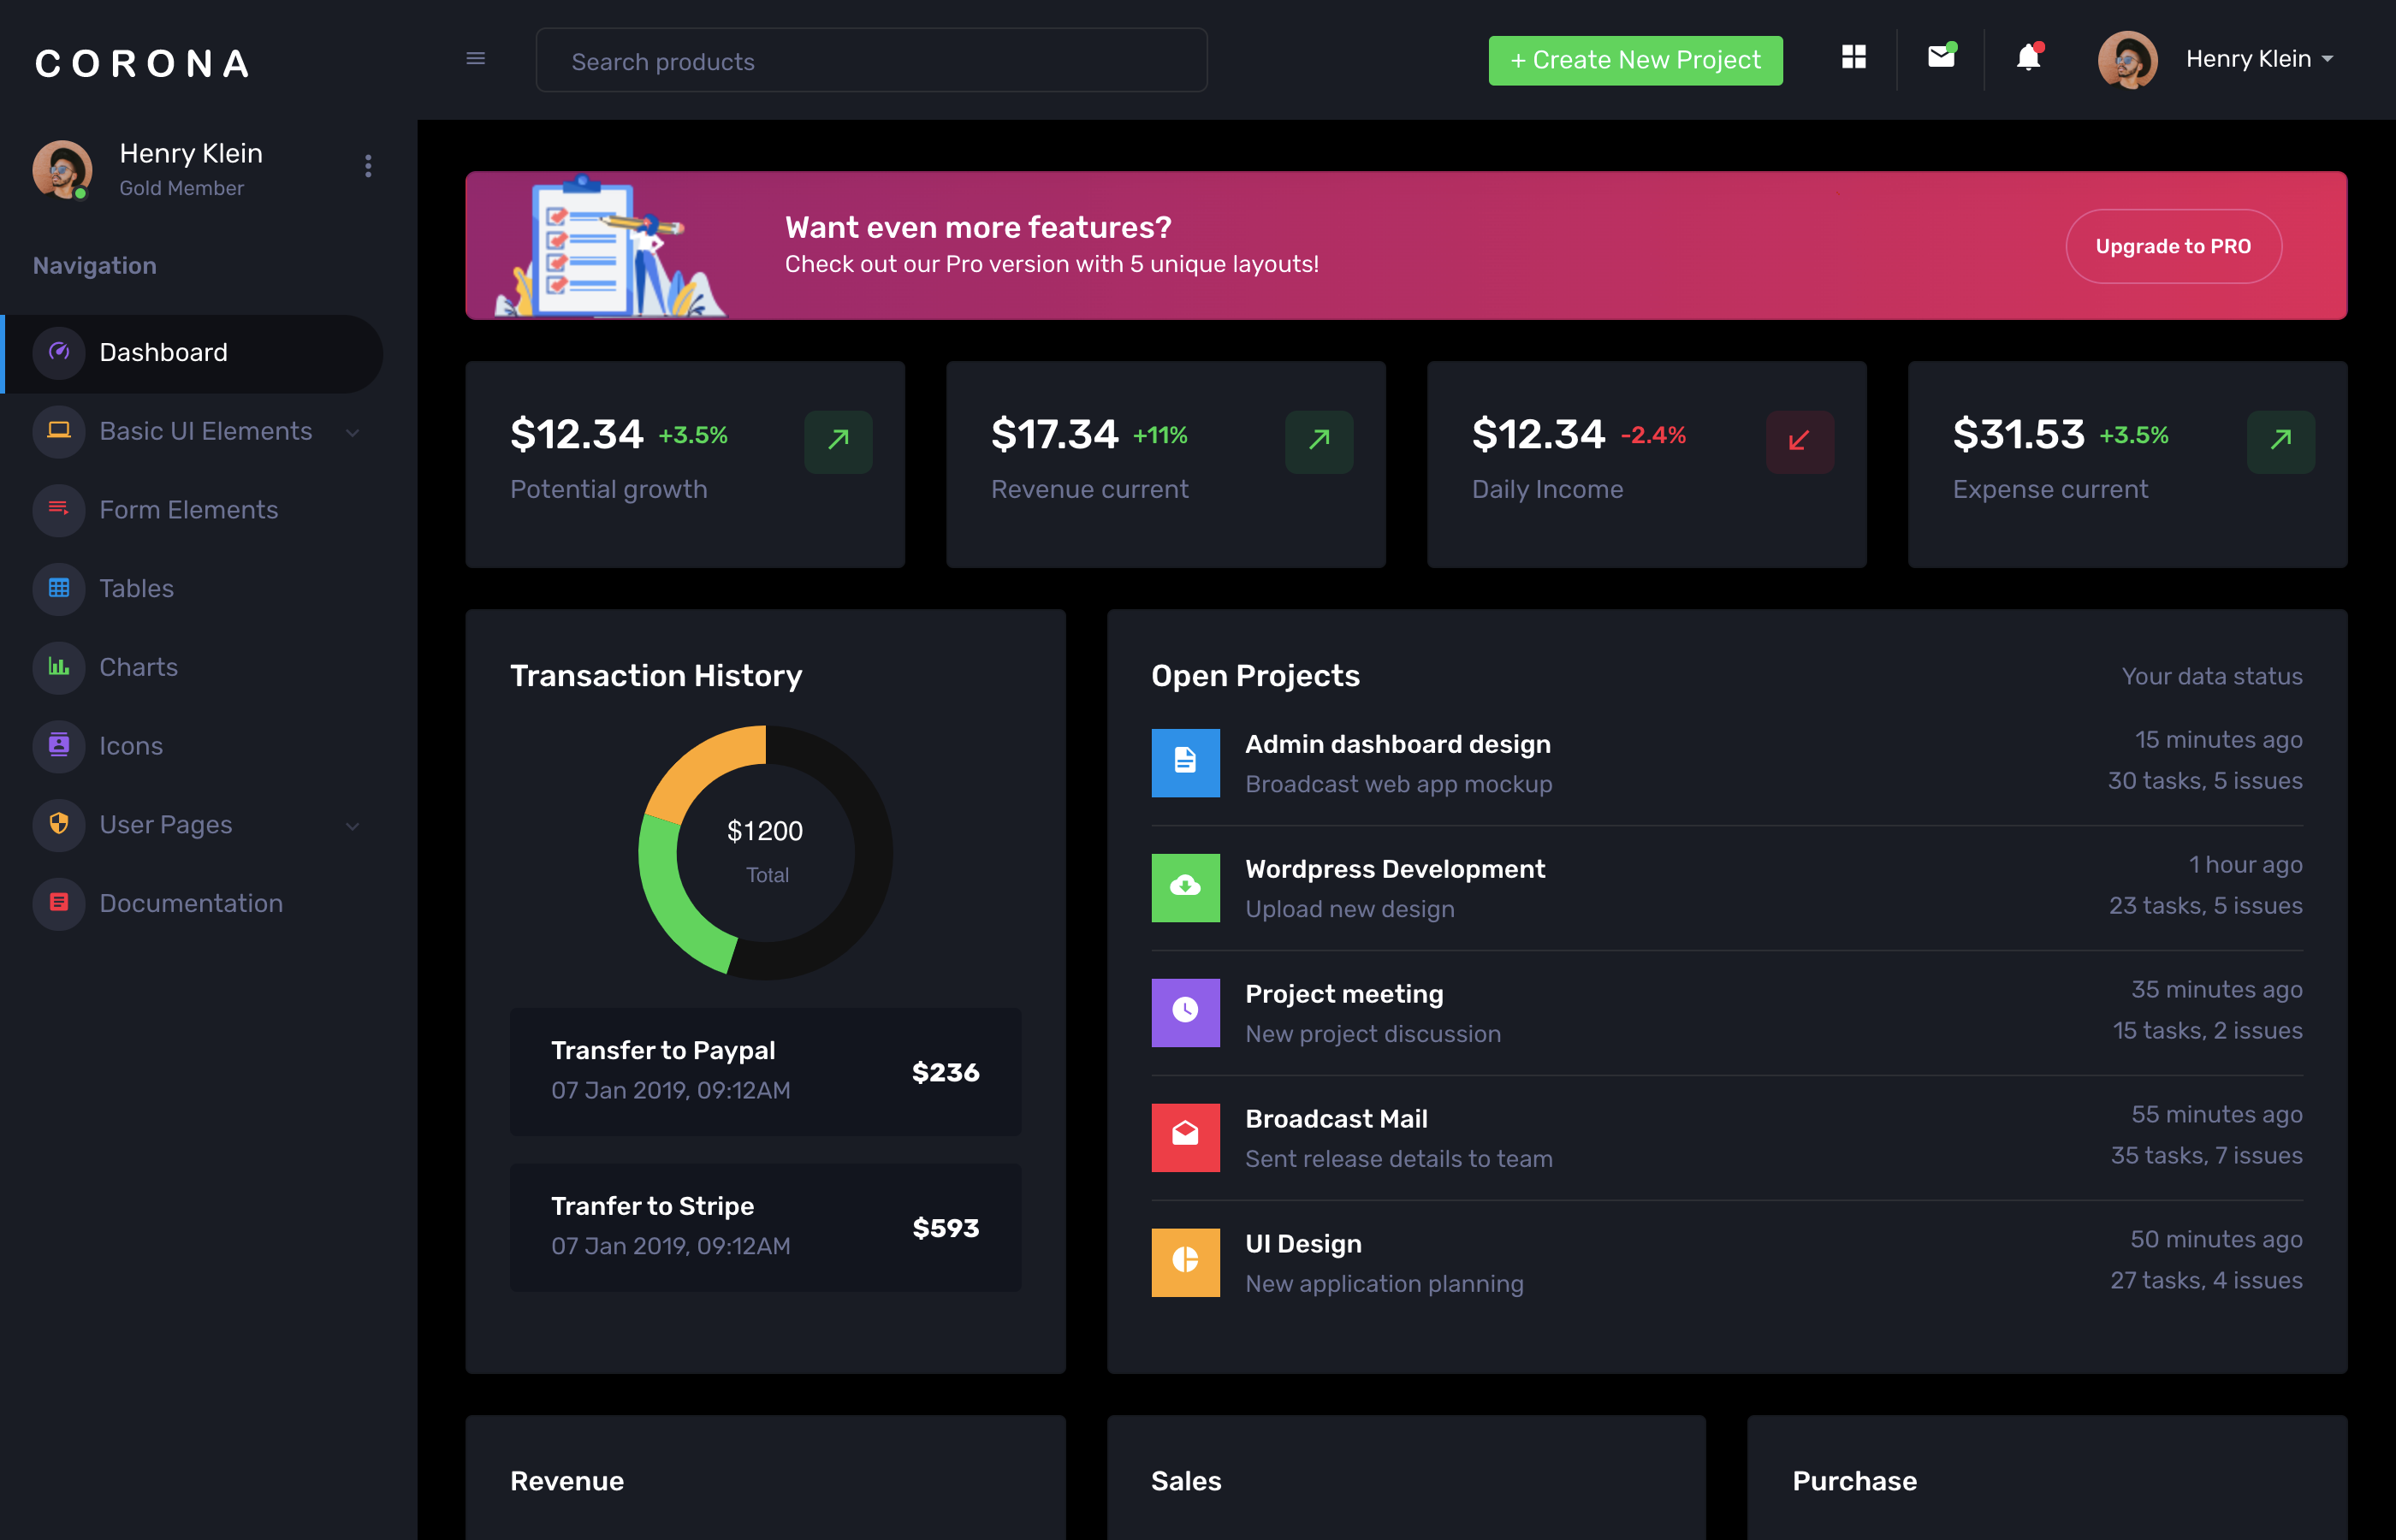 CORONA
Search products
+ Create New Project
Henry Klein
Henry Klein
Gold Member
Navigation
Dashboard
Basic UI Elements
Form Elements
Tables
Charts
Icons
User Pages
Documentation
Want even more features?
Check out our Pro version with 5 unique layouts!
Upgrade to PRO
$12.34 +3.5%
Potential growth
$17.34 +11%
Revenue current
$12.34 -2.4%
Daily Income
$31.53 +3.5%
Expense current
Transaction History
$1200
Total
Transfer to Paypal
07 Jan 2019, 09:12AM
$236
Tranfer to Stripe
07 Jan 2019, 09:12AM
$593
Open Projects
Your data status
Admin dashboard design
Broadcast web app mockup
15 minutes ago
30 tasks, 5 issues
Wordpress Development
Upload new design
1 hour ago
23 tasks, 5 issues
Project meeting
New project discussion
35 minutes ago
15 tasks, 2 issues
Broadcast Mail
Sent release details to team
55 minutes ago
35 tasks, 7 issues
UI Design
New application planning
50 minutes ago
27 tasks, 4 issues
Revenue
Sales
Purchase